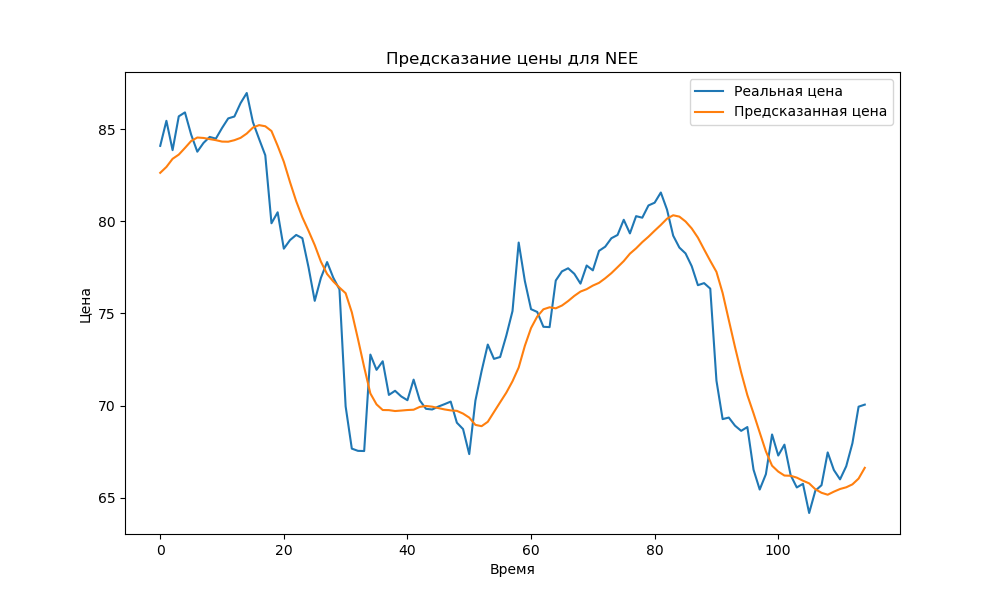 Предсказание цены для NEE
Реальная цена
Предсказанная цена
85
80
75
70
65
Цена
0 20 40 60 80 100
Время